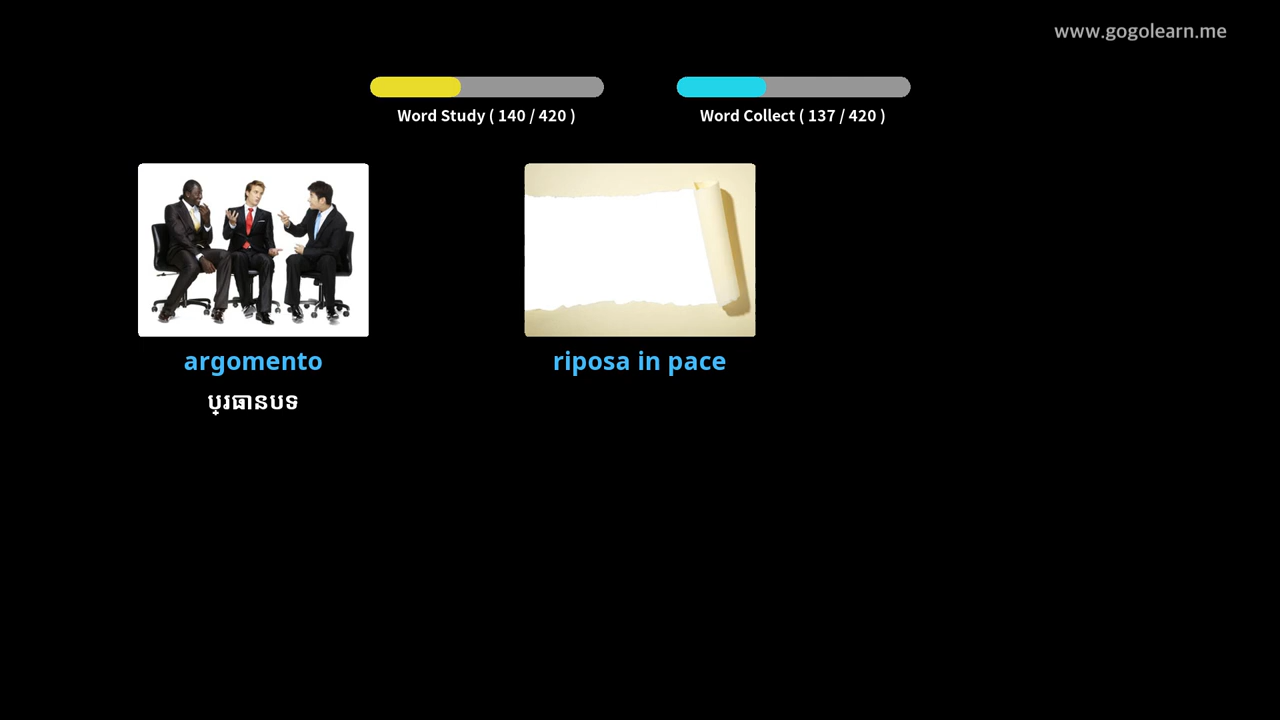 www.gogolearn.me
Word Study ( 140 / 420 )
Word Collect ( 137 / 420 )
argomento
riposa in pace
ប្រធានបទ